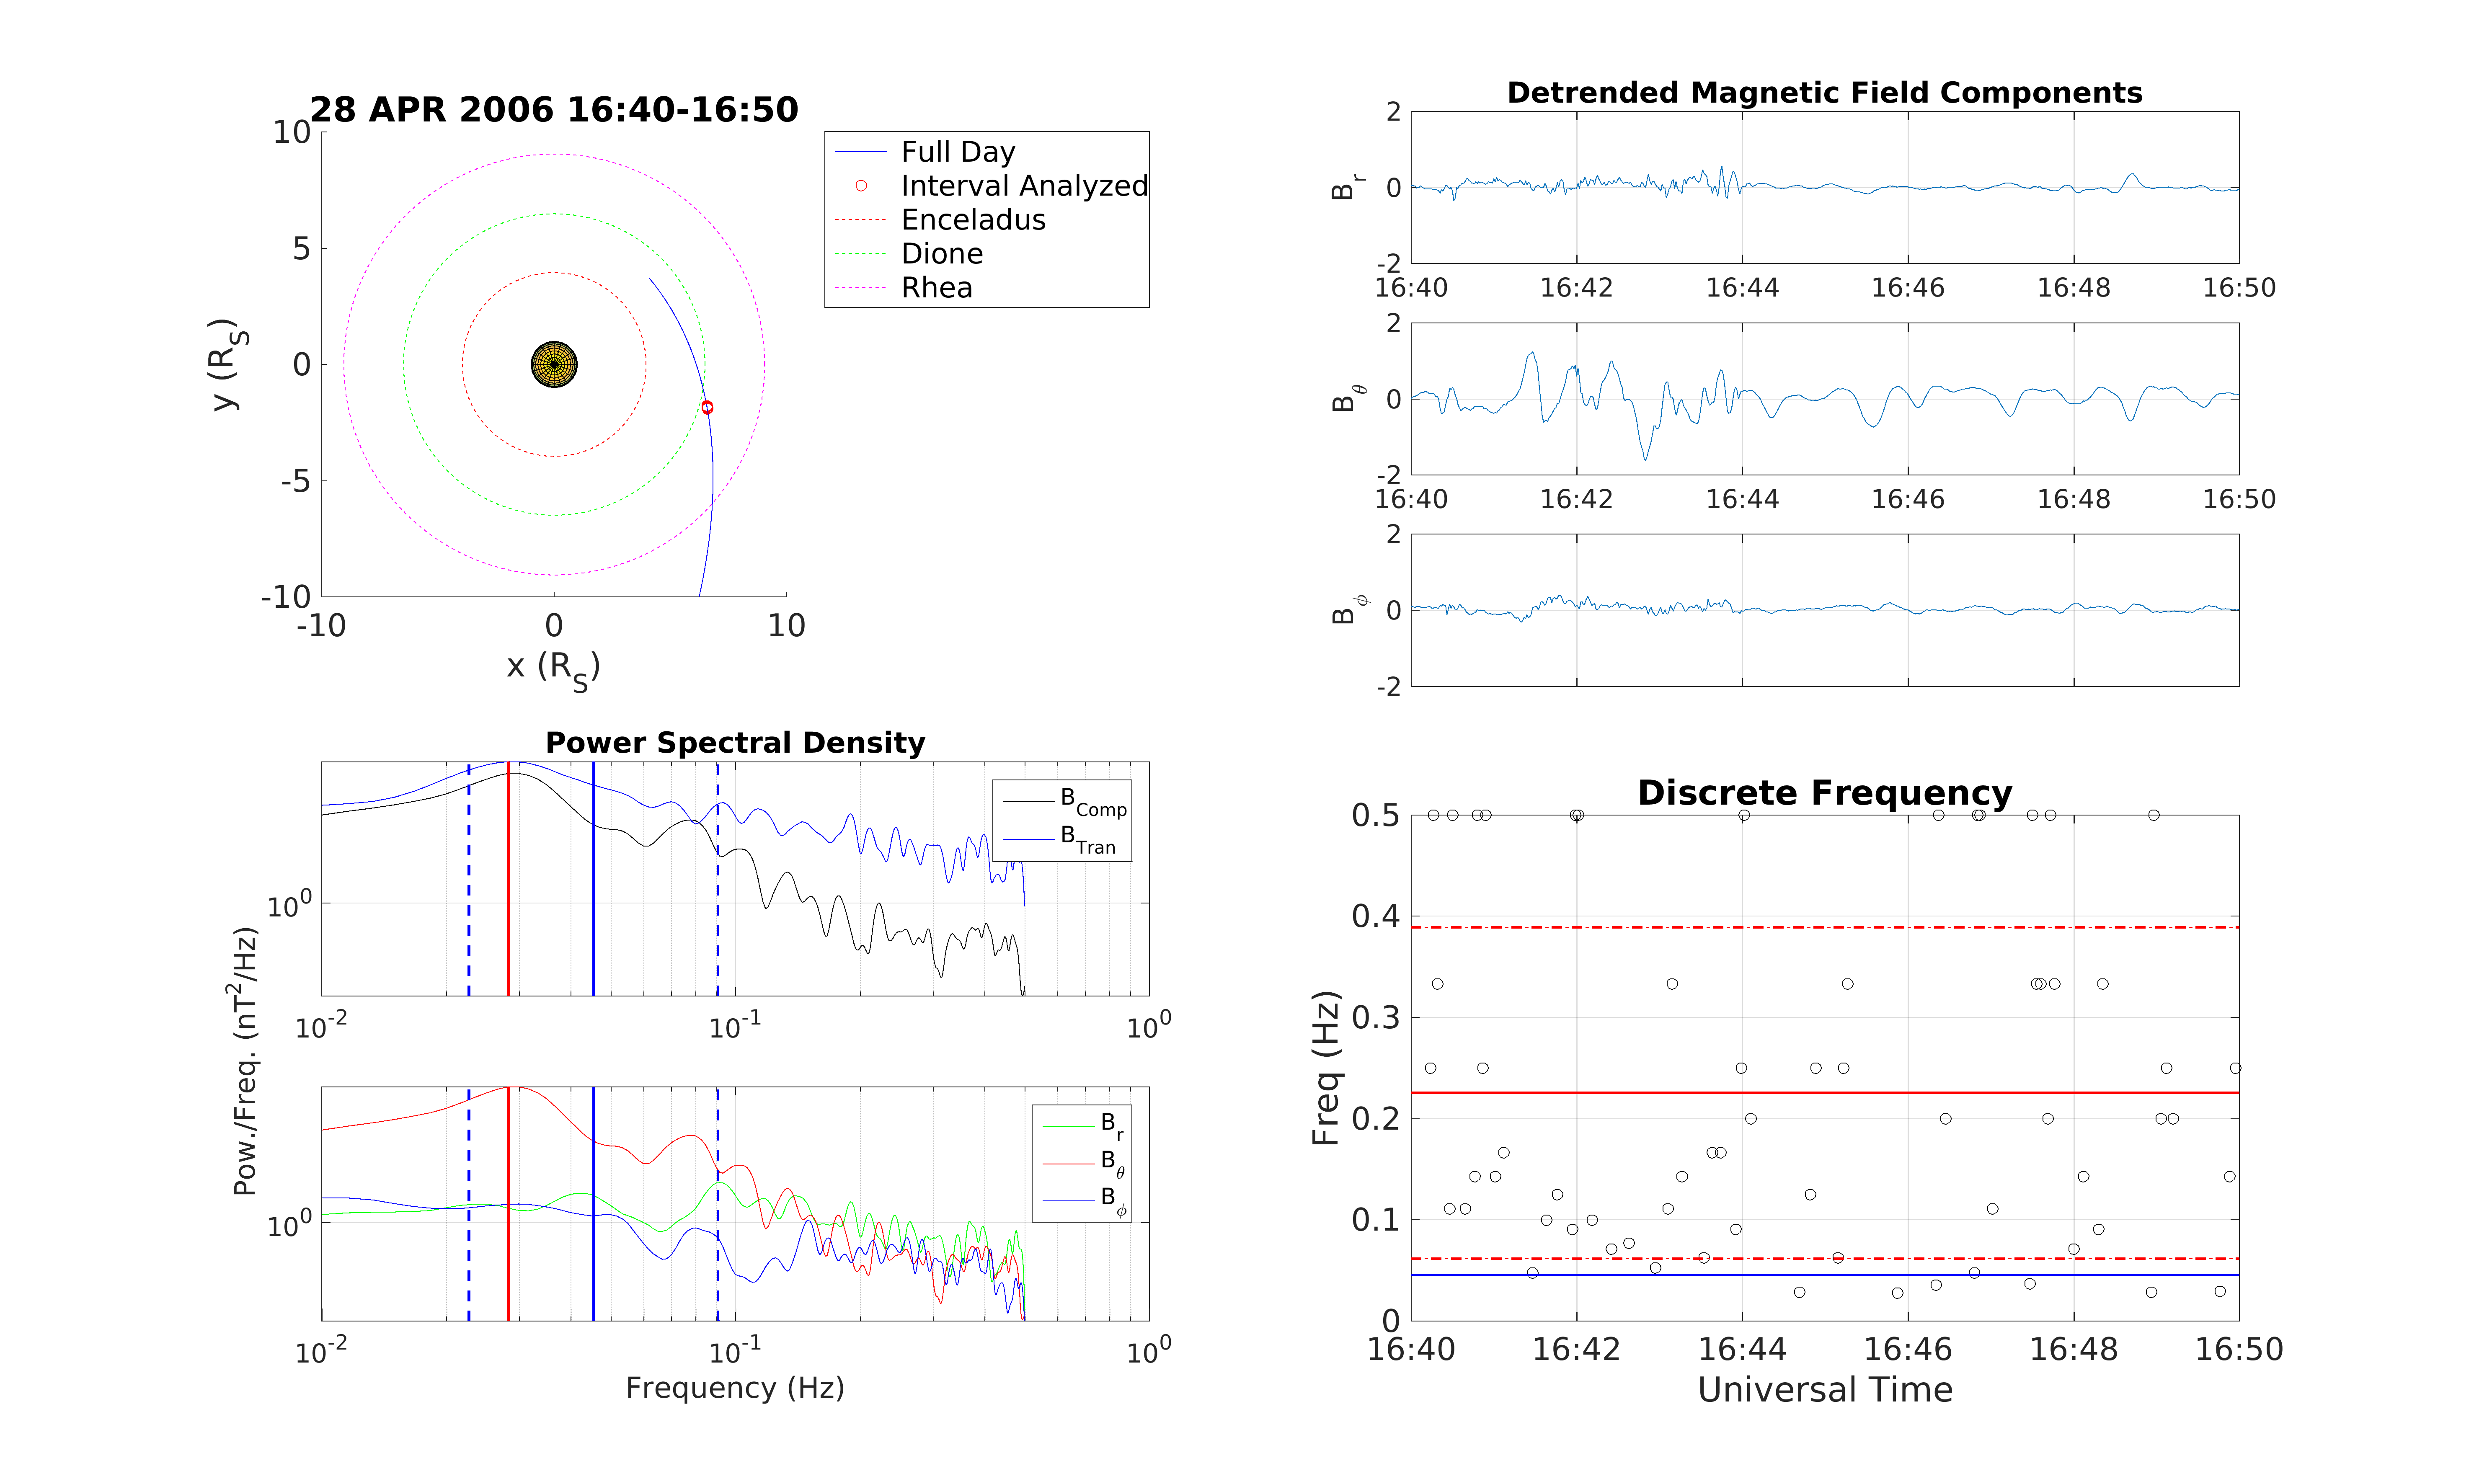 28 APR 2006 16:40-16:50
10
5
0
-5
-10
y (R_S)
-10 0 10
x (R_S)
Full Day
Interval Analyzed
Enceladus
Dione
Rhea
Detrended Magnetic Field Components
2
0
-2
B_r
16:40 16:42 16:44 16:46 16:48 16:50
2
0
-2
B_θ
16:40 16:42 16:44 16:46 16:48 16:50
2
0
-2
B_ϕ
Power Spectral Density
10^0
B_Comp
B_Tran
10^-2 10^-1 10^0
Pow./Freq. (nT^2/Hz)
10^0
B_r
B_θ
B_ϕ
10^-2 10^-1 10^0
Frequency (Hz)
Discrete Frequency
0.5
0.4
0.3
0.2
0.1
0
Freq (Hz)
16:40 16:42 16:44 16:46 16:48 16:50
Universal Time